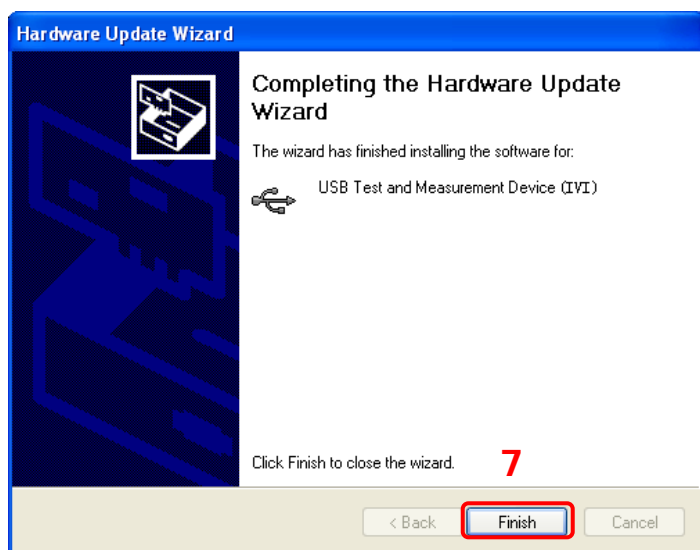 Hardware Update Wizard
Completing the Hardware Update
Wizard
The wizard has finished installing the software for:
USB Test and Measurement Device (IVI)
Click Finish to close the wizard.
7
< Back
Finish
Cancel